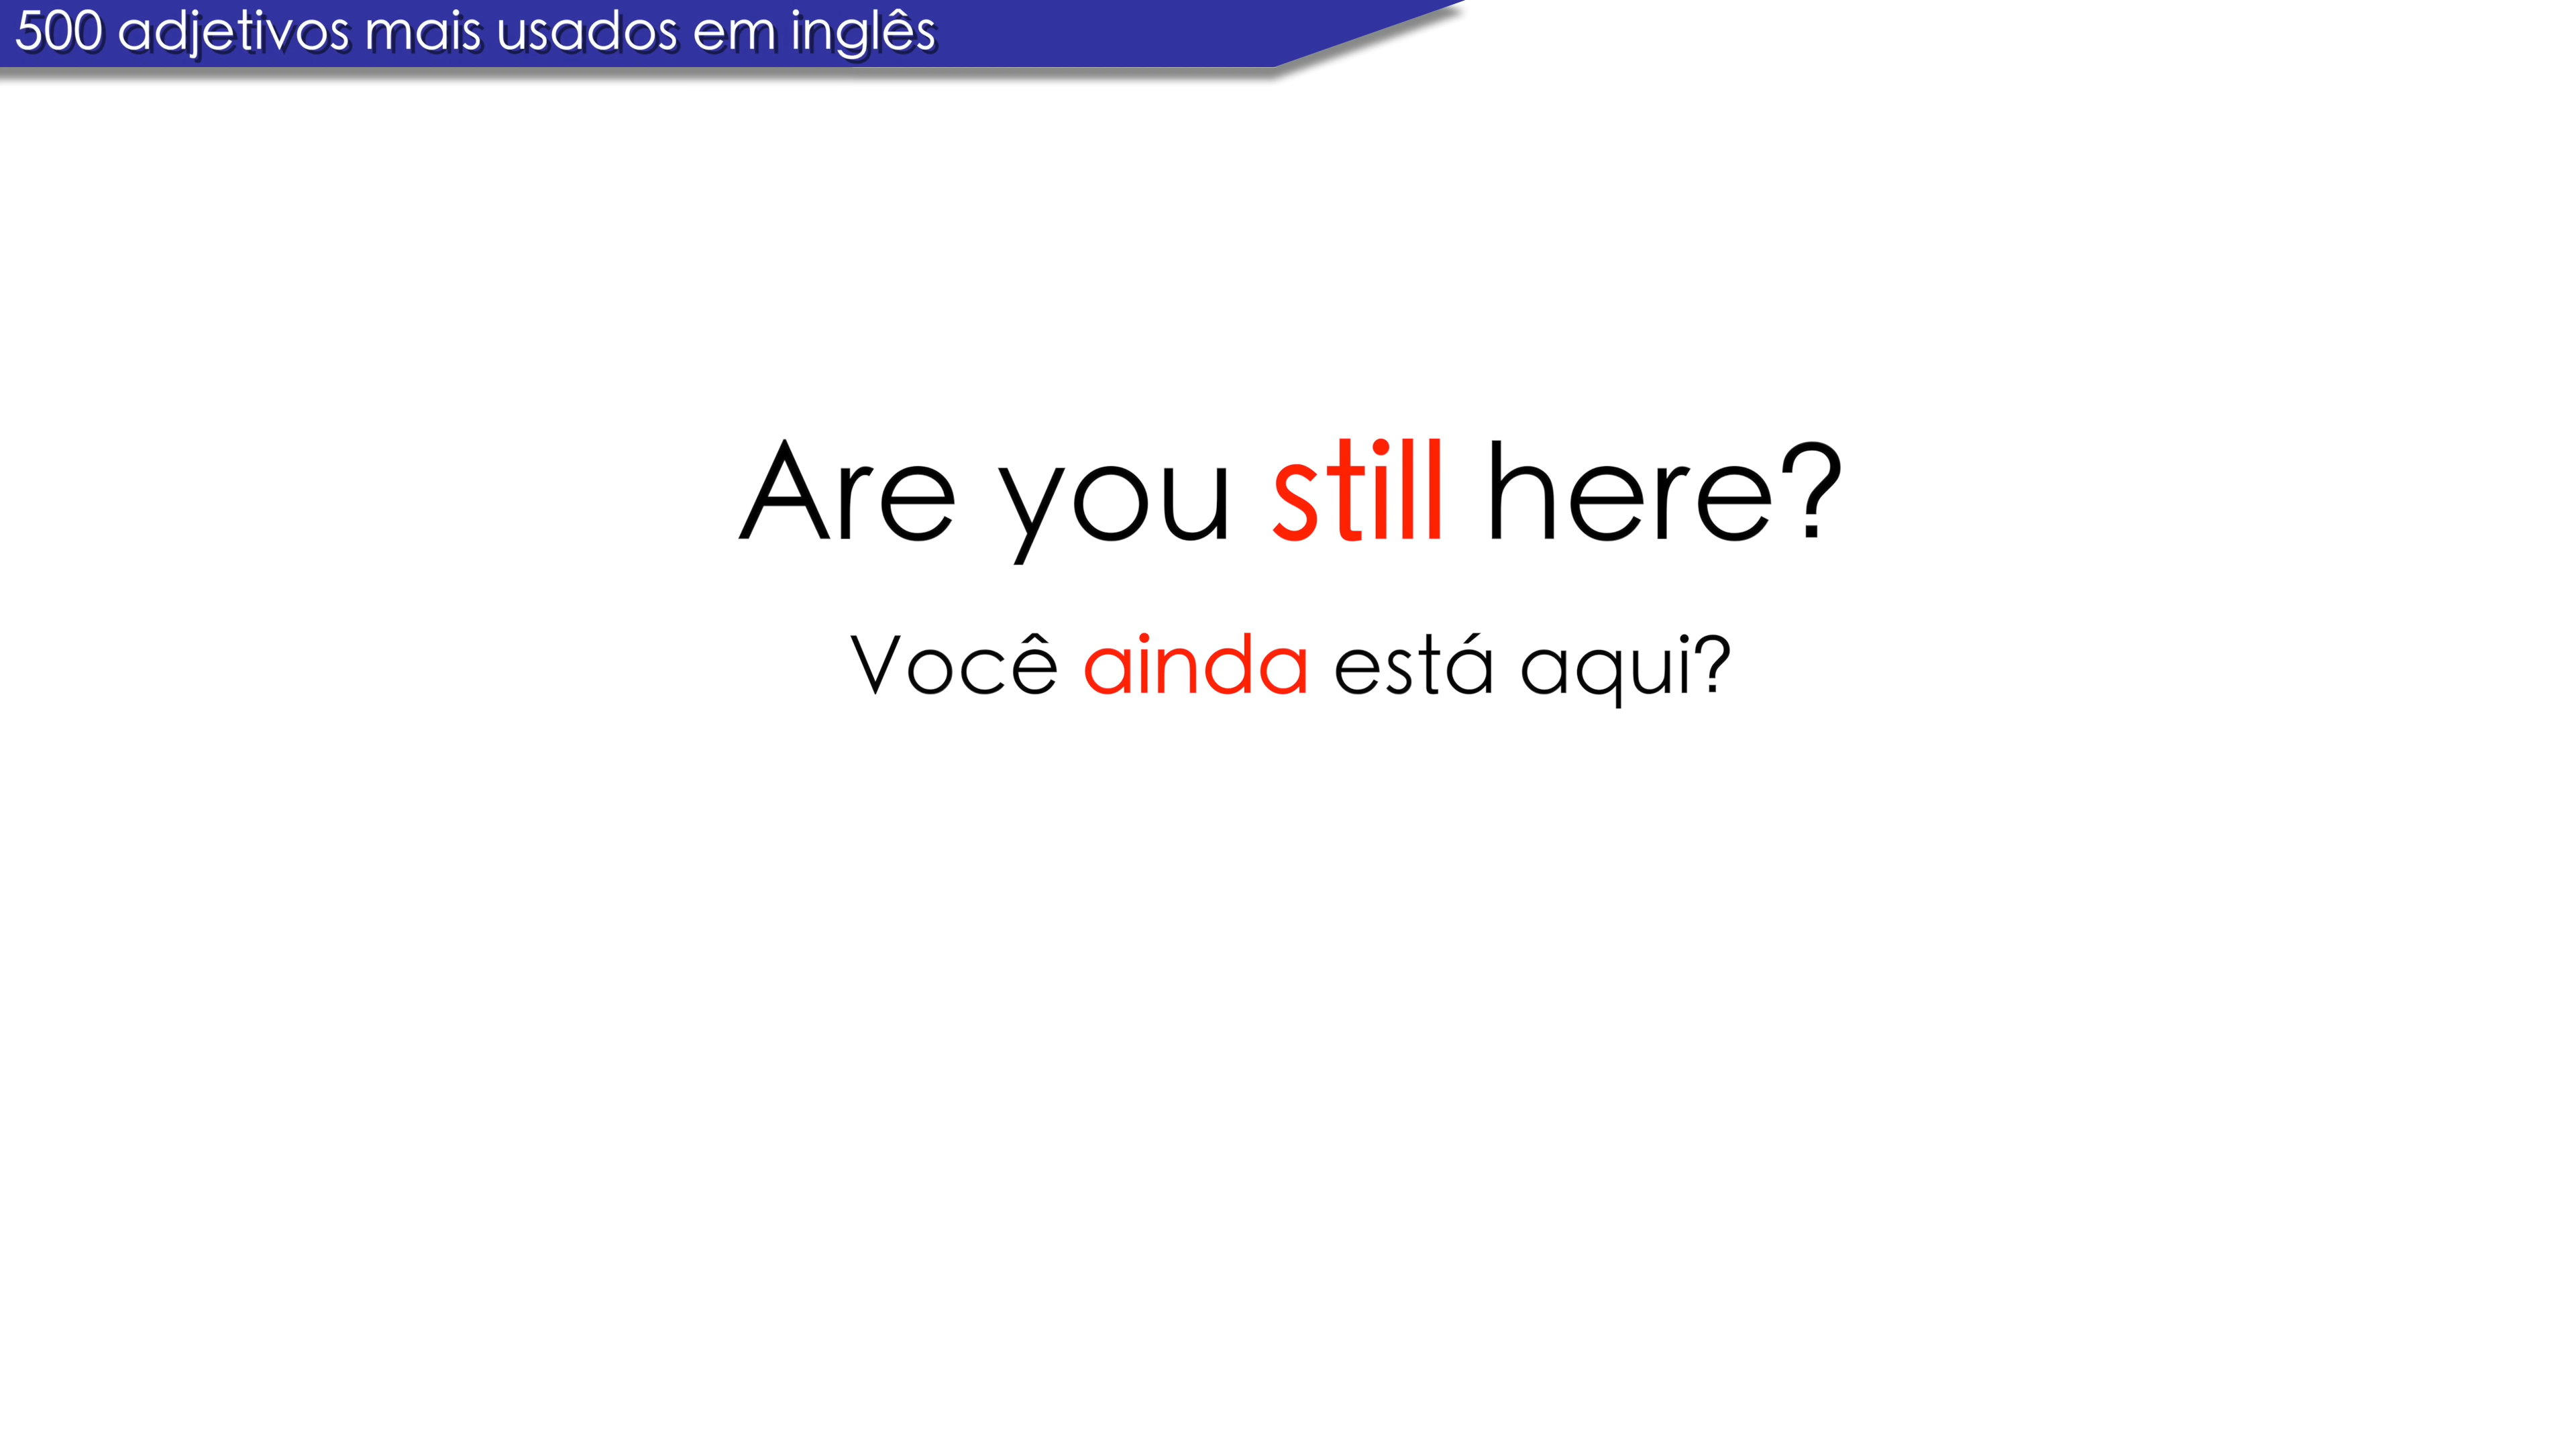 500 adjetivos mais usados em inglês
Are you still here?
Você ainda está aqui?